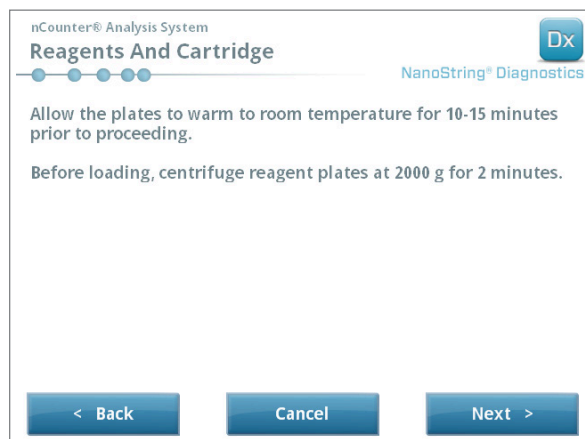 nCounter® Analysis System
Reagents And Cartridge
Dx
NanoString® Diagnostics
Allow the plates to warm to room temperature for 10-15 minutes
prior to proceeding.
Before loading, centrifuge reagent plates at 2000 g for 2 minutes.
< Back
Cancel
Next >